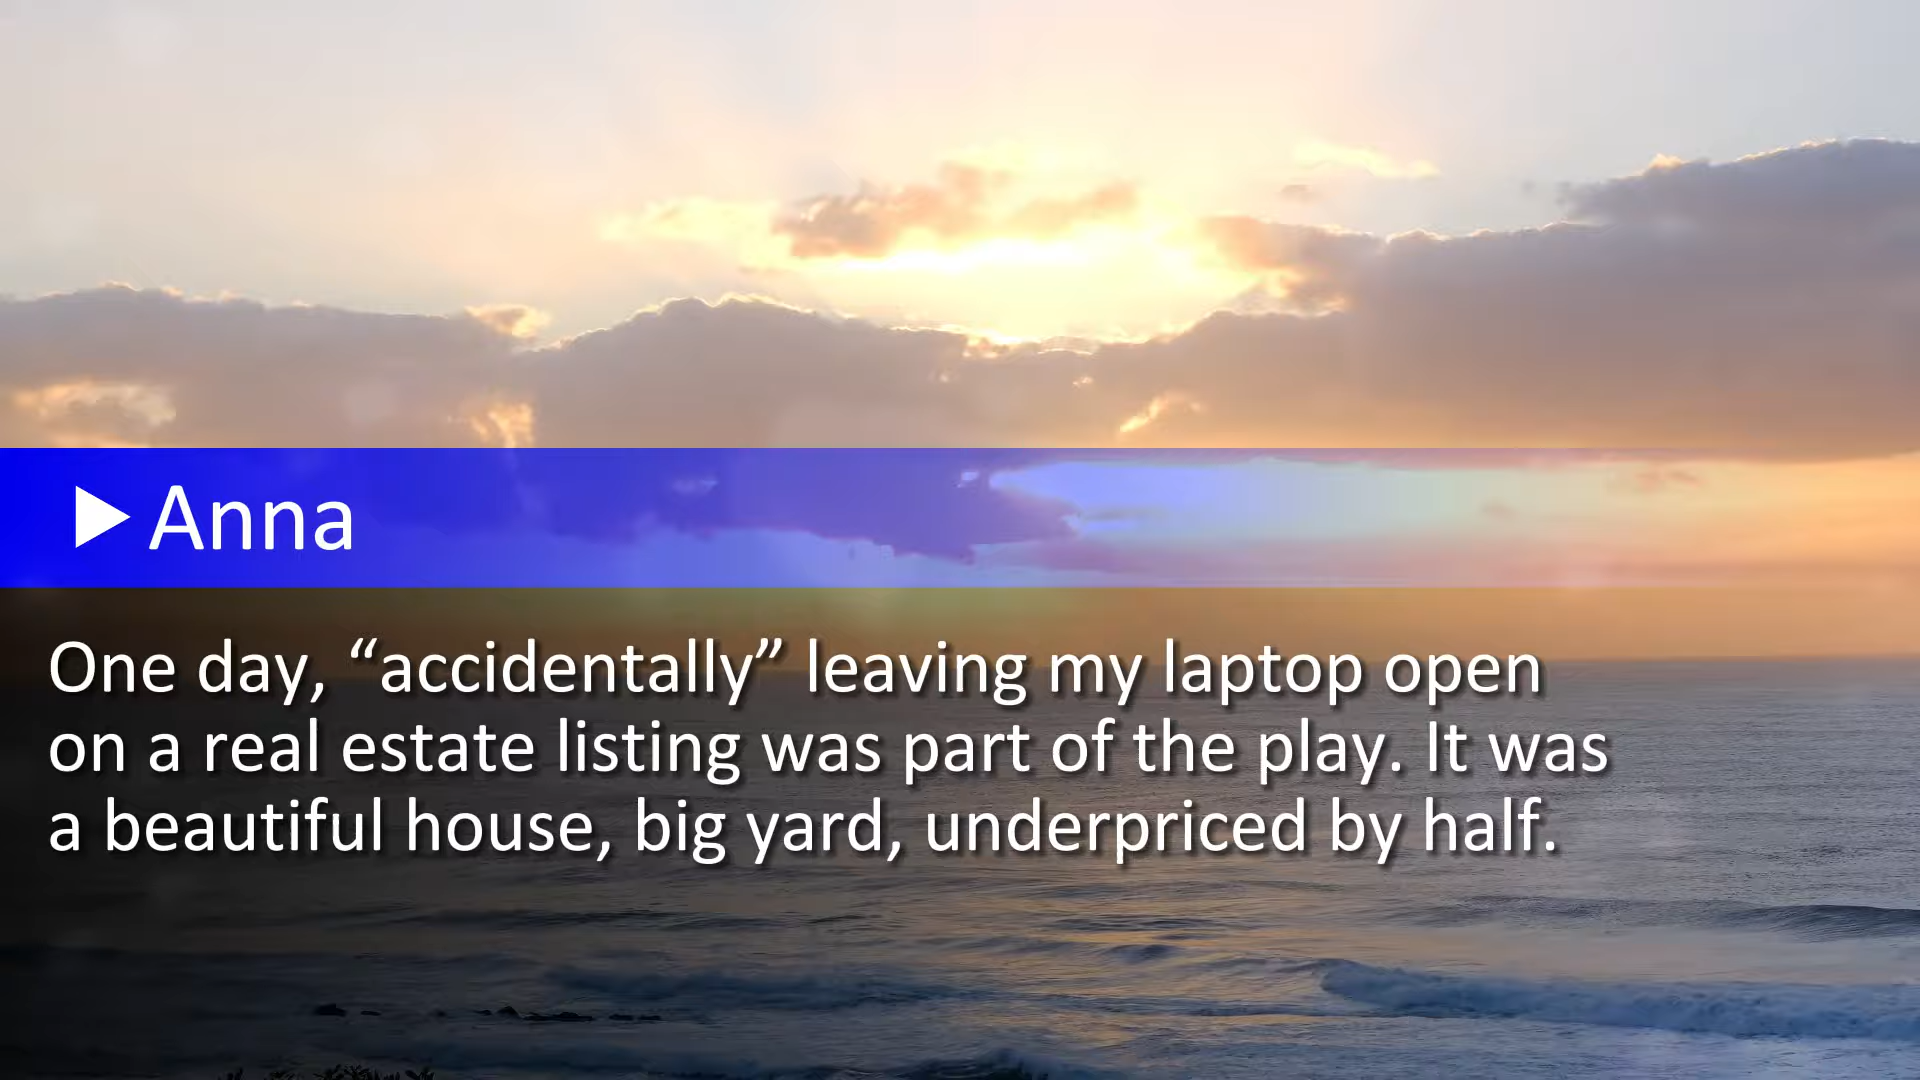 Anna
One day, “accidentally” leaving my laptop open
on a real estate listing was part of the play. It was
a beautiful house, big yard, underpriced by half.